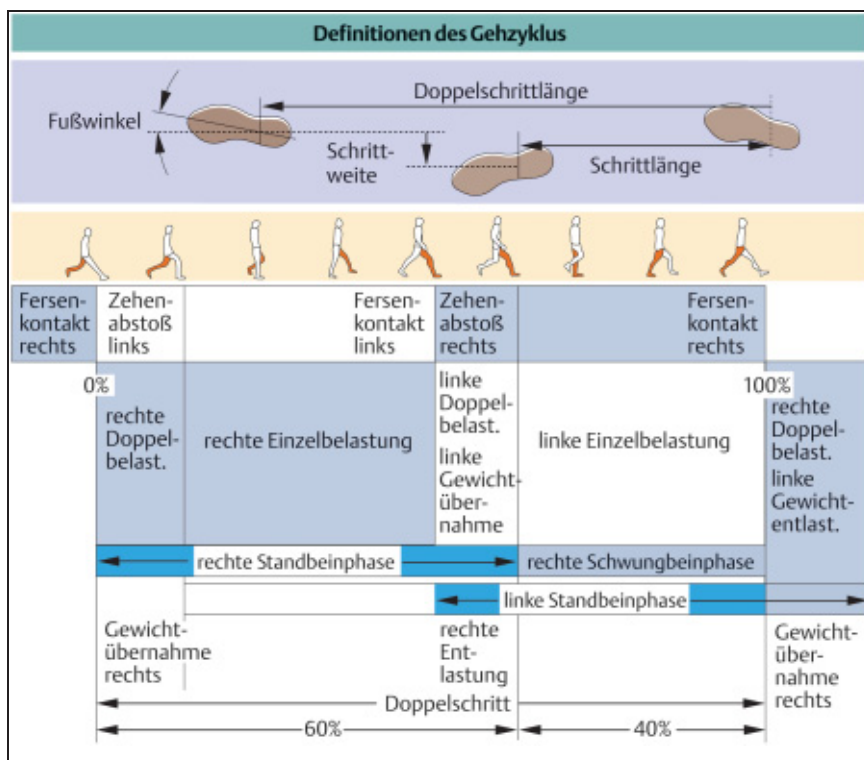 Definitionen des Gehzyklus
Doppelschrittlänge
Fußwinkel
Schritt-
weite
Schrittlänge
Fersen-
kontakt
rechts
Zehen-
abstoß
links
Fersen-
kontakt
links
Zehen-
abstoß
rechts
Fersen-
kontakt
rechts
0%
100%
rechte
Doppel-
belast.
rechte Einzelbelastung
linke
Doppel-
belast.
linke
Gewicht-
über-
nahme
linke Einzelbelastung
rechte
Doppel-
belast.
linke
Gewicht-
entlast.
rechte Standbeinphase
rechte Schwungbeinphase
linke Standbeinphase
Gewicht-
übernahme
rechts
rechte
Ent-
lastung
Gewicht-
über-
nahme
rechts
Doppelschritt
60%
40%